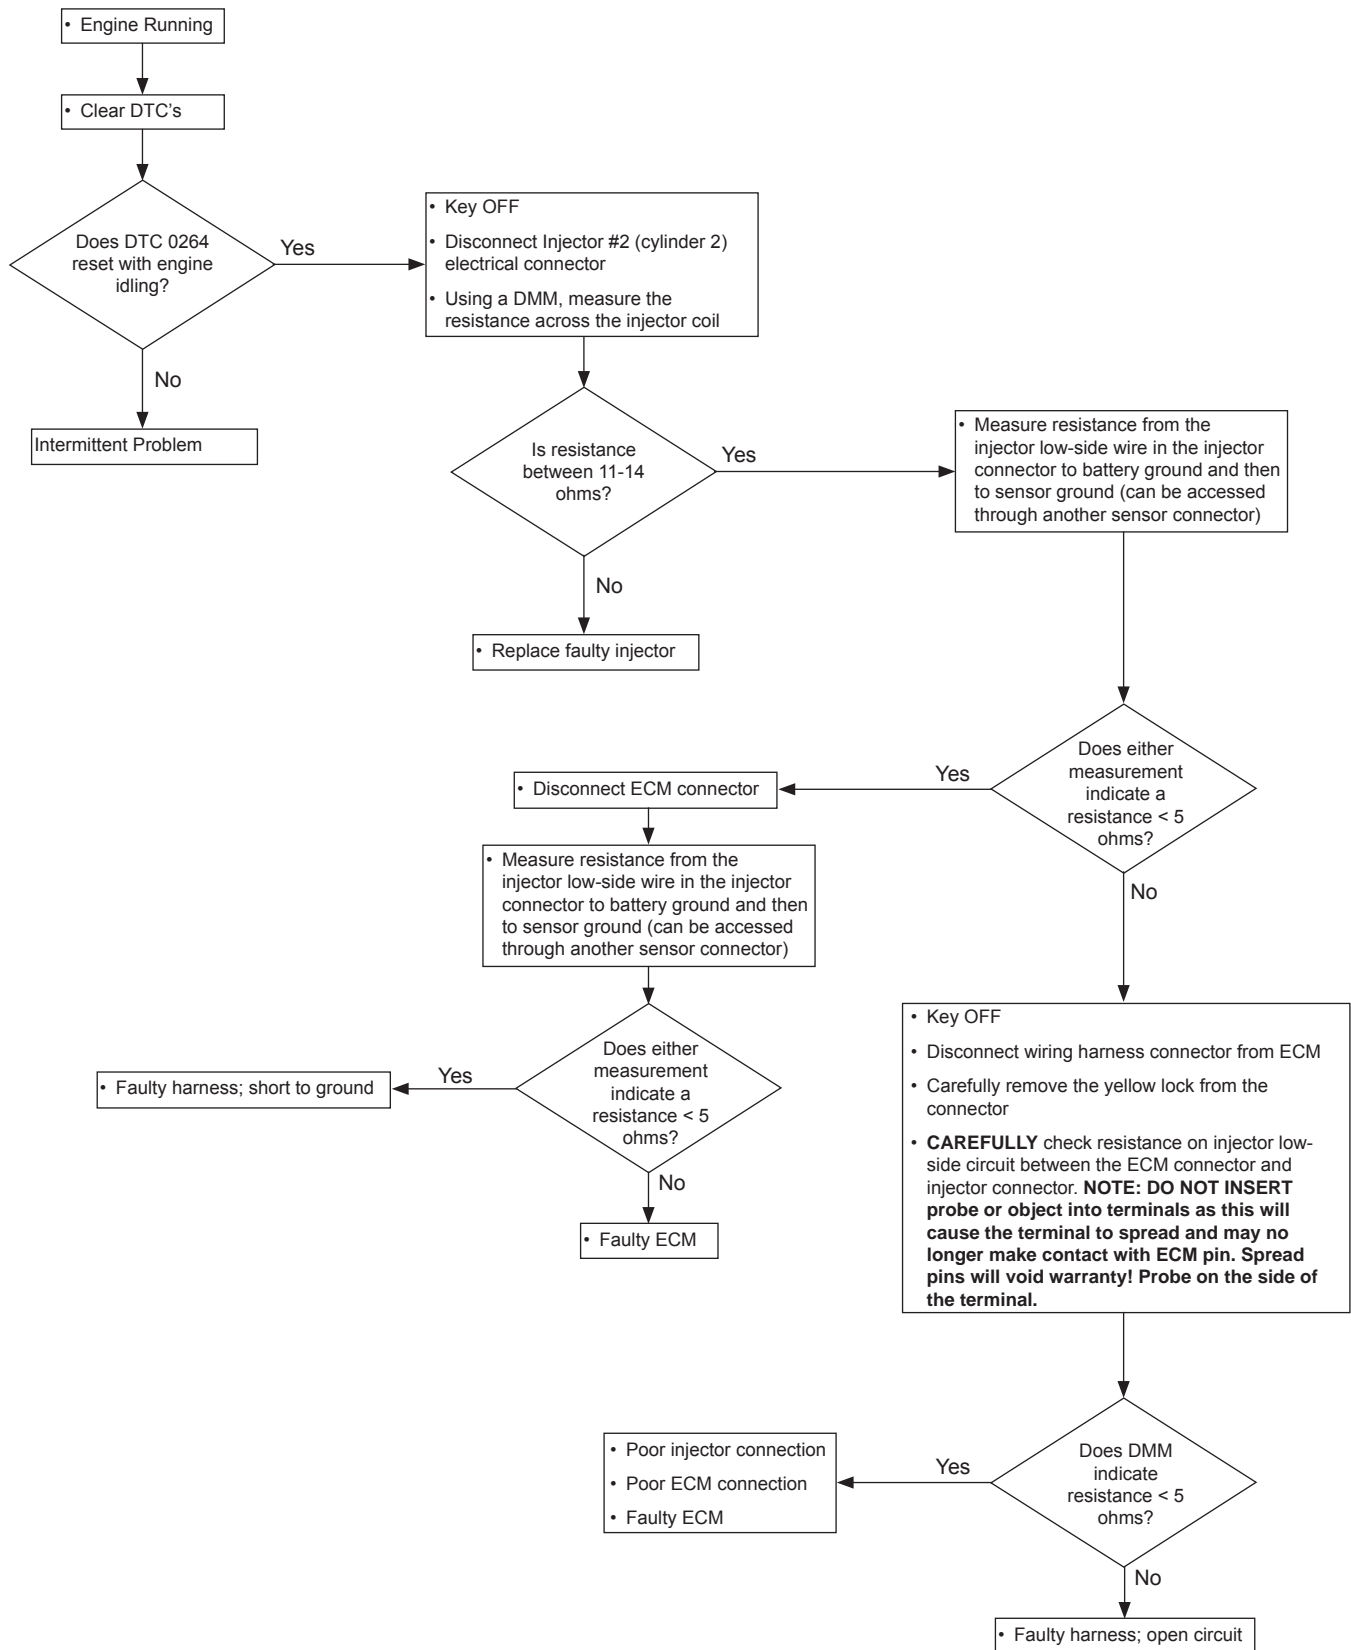 • Engine Running
• Clear DTC's
Does DTC 0264
reset with engine
idling?
Yes
No
Intermittent Problem
• Key OFF
• Disconnect Injector #2 (cylinder 2)
electrical connector
• Using a DMM, measure the
resistance across the injector coil
Is resistance
between 11-14
ohms?
Yes
No
• Replace faulty injector
• Measure resistance from the
injector low-side wire in the injector
connector to battery ground and then
to sensor ground (can be accessed
through another sensor connector)
Does either
measurement
indicate a
resistance < 5
ohms?
Yes
No
• Disconnect ECM connector
• Measure resistance from the
injector low-side wire in the injector
connector to battery ground and then
to sensor ground (can be accessed
through another sensor connector)
Does either
measurement
indicate a
resistance < 5
ohms?
Yes
• Faulty harness; short to ground
No
• Faulty ECM
• Key OFF
• Disconnect wiring harness connector from ECM
• Carefully remove the yellow lock from the
connector
• CAREFULLY check resistance on injector low-
side circuit between the ECM connector and
injector connector. NOTE: DO NOT INSERT
probe or object into terminals as this will
cause the terminal to spread and may no
longer make contact with ECM pin. Spread
pins will void warranty! Probe on the side of
the terminal.
Does DMM
indicate
resistance < 5
ohms?
Yes
• Poor injector connection
• Poor ECM connection
• Faulty ECM
No
• Faulty harness; open circuit